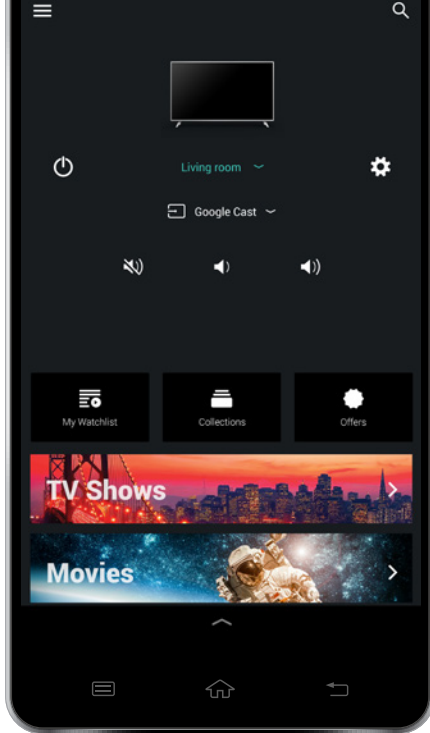 Living room
Google Cast
My Watchlist
Collections
Offers
TV Shows
Movies